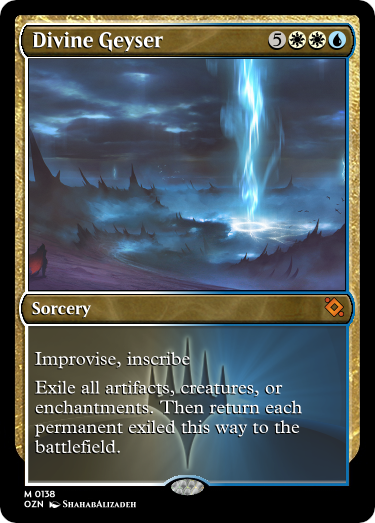 Divine Geyser
5
Sorcery
Improvise, inscribe
Exile all artifacts, creatures, or
enchantments. Then return each
permanent exiled this way to the
battlefield.
M 0138
OZN ShahabAlizadeh